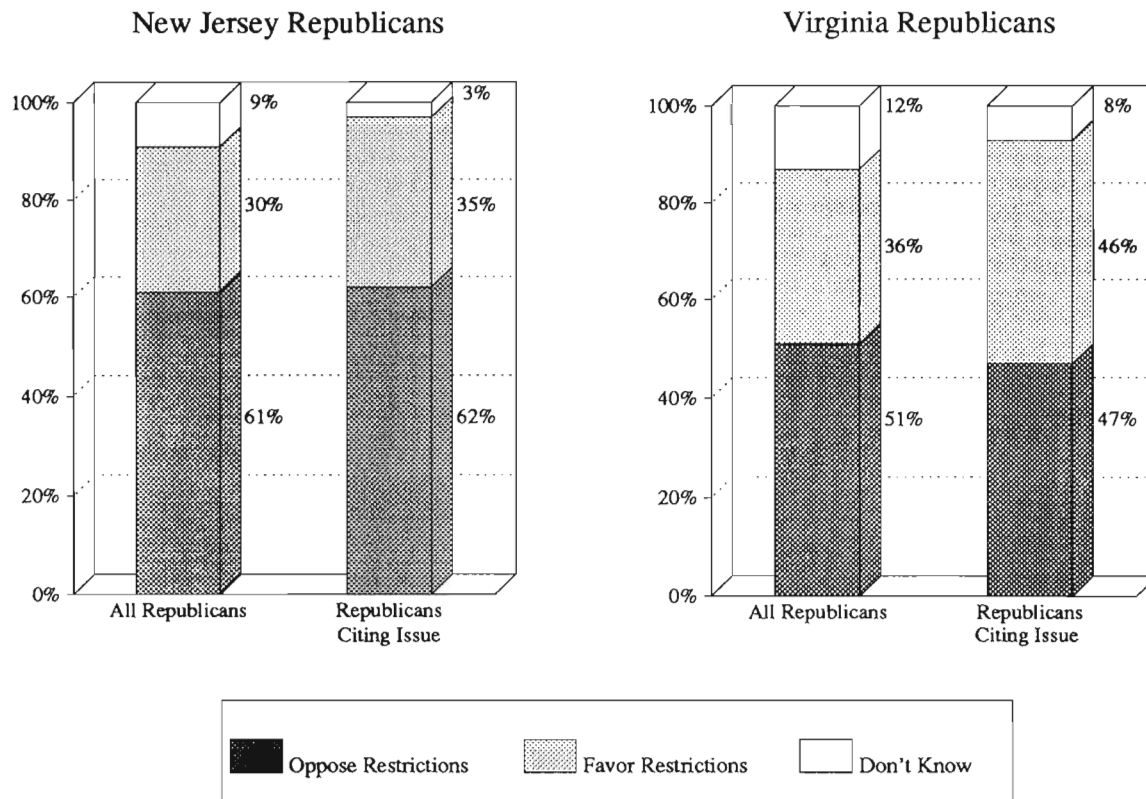 New Jersey Republicans
100%
80%
60%
40%
20%
0%
9%
30%
61%
3%
35%
62%
All Republicans
Republicans
Citing Issue
Virginia Republicans
100%
80%
60%
40%
20%
0%
12%
36%
51%
8%
46%
47%
All Republicans
Republicans
Citing Issue
Oppose Restrictions
Favor Restrictions
Don't Know